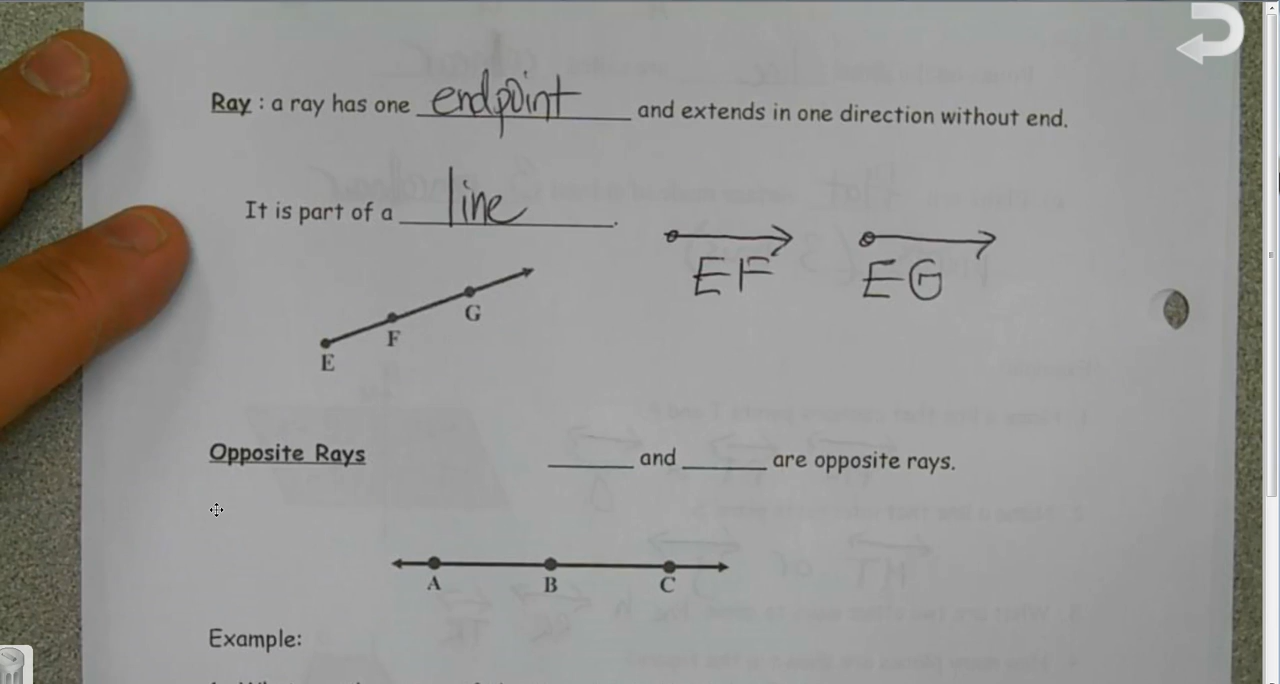 Ray : a ray has one endpoint and extends in one direction without end.
It is part of a line.
EF EG
G
F
E
Opposite Rays ______ and ______ are opposite rays.
A B C
Example: